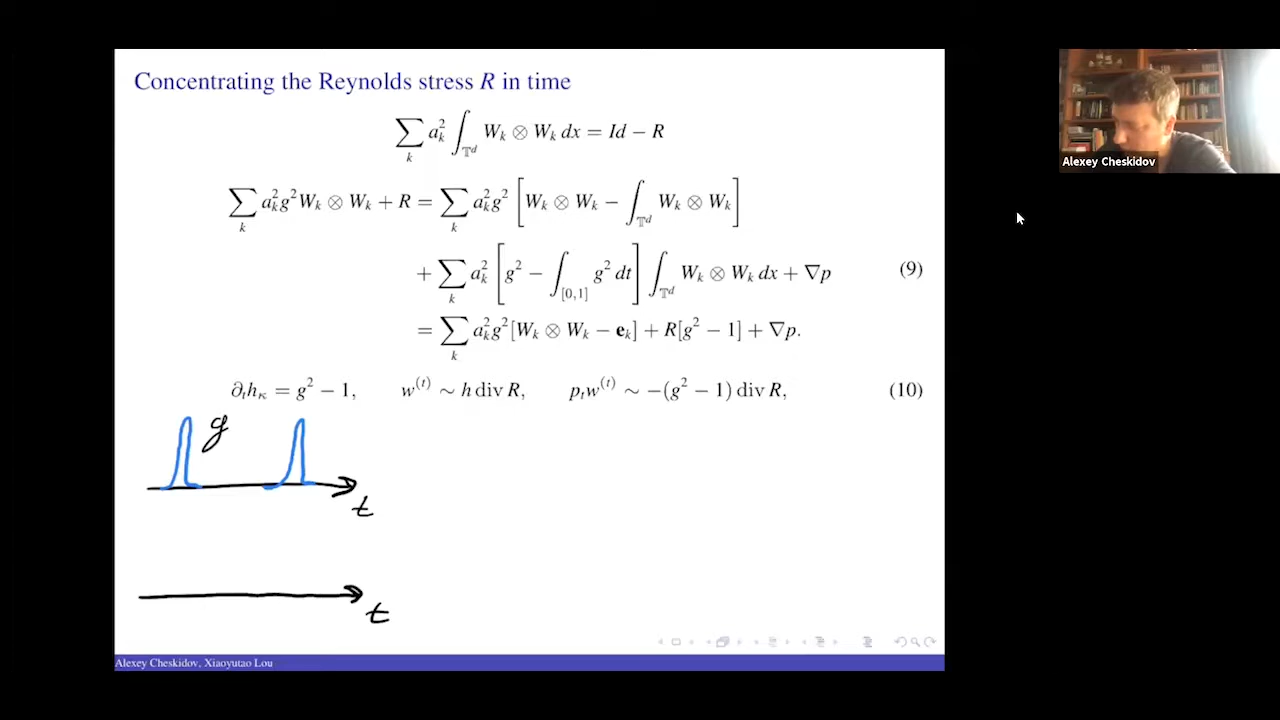 Concentrating the Reynolds stress R in time
∑_k a_k^2 ∫_{𝕋^d} W_k ⊗ W_k dx = Id − R
∑_k a_k^2 g^2 W_k ⊗ W_k + R = ∑_k a_k^2 g^2 [ W_k ⊗ W_k − ∫_{𝕋^d} W_k ⊗ W_k ]
+ ∑_k a_k^2 [ g^2 − ∫_{[0,1]} g^2 dt ] ∫_{𝕋^d} W_k ⊗ W_k dx + ∇p (9)
= ∑_k a_k^2 g^2 [W_k ⊗ W_k − e_k] + R[g^2 − 1] + ∇p.
∂_t h_κ = g^2 − 1, w^{(t)} ∼ h div R, p_t w^{(t)} ∼ −(g^2 − 1) div R, (10)
g
t
t
Alexey Cheskidov, Xiaoyutao Lou
Alexey Cheskidov